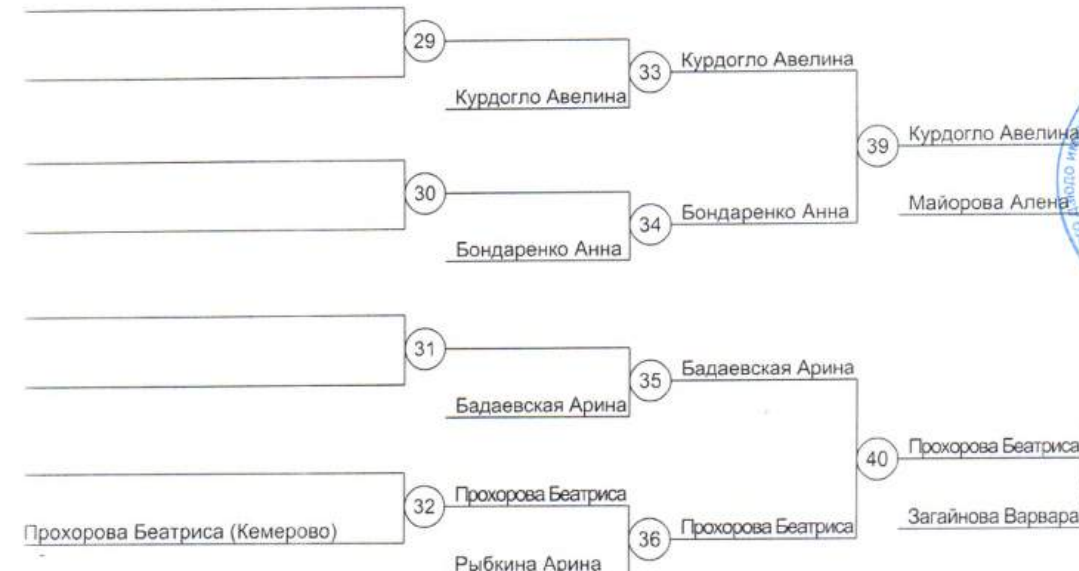 29
33
Курдогло Авелина
Курдогло Авелина
39
Курдогло Авелина
30
Майорова Алена
34
Бондаренко Анна
Бондаренко Анна
31
35
Бадаевская Арина
Бадаевская Арина
40
Прохорова Беатриса
32
Прохорова Беатриса
Прохорова Беатриса (Кемерово)
36
Прохорова Беатриса
Загайнова Варвара
Рыбкина Арина